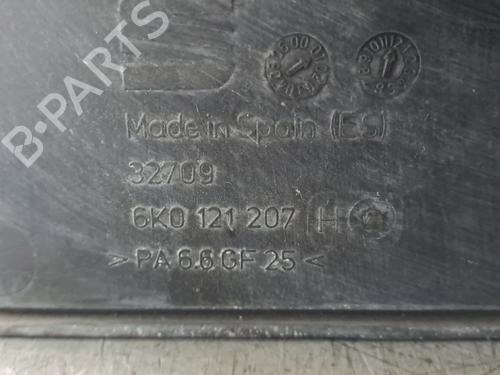 Made in Spain (ES)
32709
6K0 121 207 H
>PA 6.6 GF 25<
B-PARTS